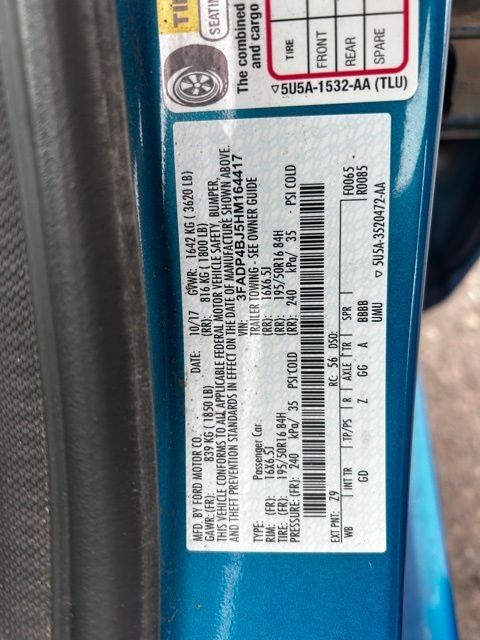 TIRE
SEATIN
The combined
and cargo
TIRE
FRONT
REAR
SPARE
▽5U5A-1532-AA (TLU)
MFD. BY FORD MOTOR CO.
DATE: 10/17 GVWR: 1642 KG ( 3620 LB)
GAWR: (FR): 839 KG ( 1850 LB) (RR): 816 KG ( 1800 LB)
THIS VEHICLE CONFORMS TO ALL APPLICABLE FEDERAL MOTOR VEHICLE SAFETY, BUMPER,
AND THEFT PREVENTION STANDARDS IN EFFECT ON THE DATE OF MANUFACTURE SHOWN ABOVE.
VIN: 3FADP4BJ5HM164417
TYPE: Passenger Car. TRAILER TOWING - SEE OWNER GUIDE
RIM: (FR): 16X6.5J (RR): 16X6.5J
TIRE: (FR): 195/50R16 84H (RR): 195/50R16 84H
PRESSURE:(FR): 240 kPa/ 35 PSI COLD (RR): 240 kPa/ 35 PSI COLD
EXT PNT: Z9 RC: 56 DSO: F0065
R0085
WB INT TR TP/PS R AXLE TR SPR
GD Z GG A BBBB
UMU
▽ 5U5A-3520472-AA